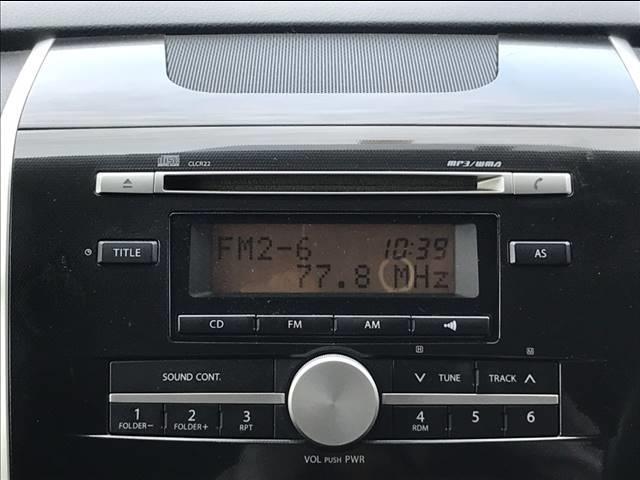 CLCR22 MP3/WMA
FM2-6 10:39
77.8 MHz
TITLE
AS
CD FM AM
SOUND CONT.
H M
TUNE TRACK
1 2 3 4 5 6
FOLDER− FOLDER+ RPT RDM
VOL PUSH PWR